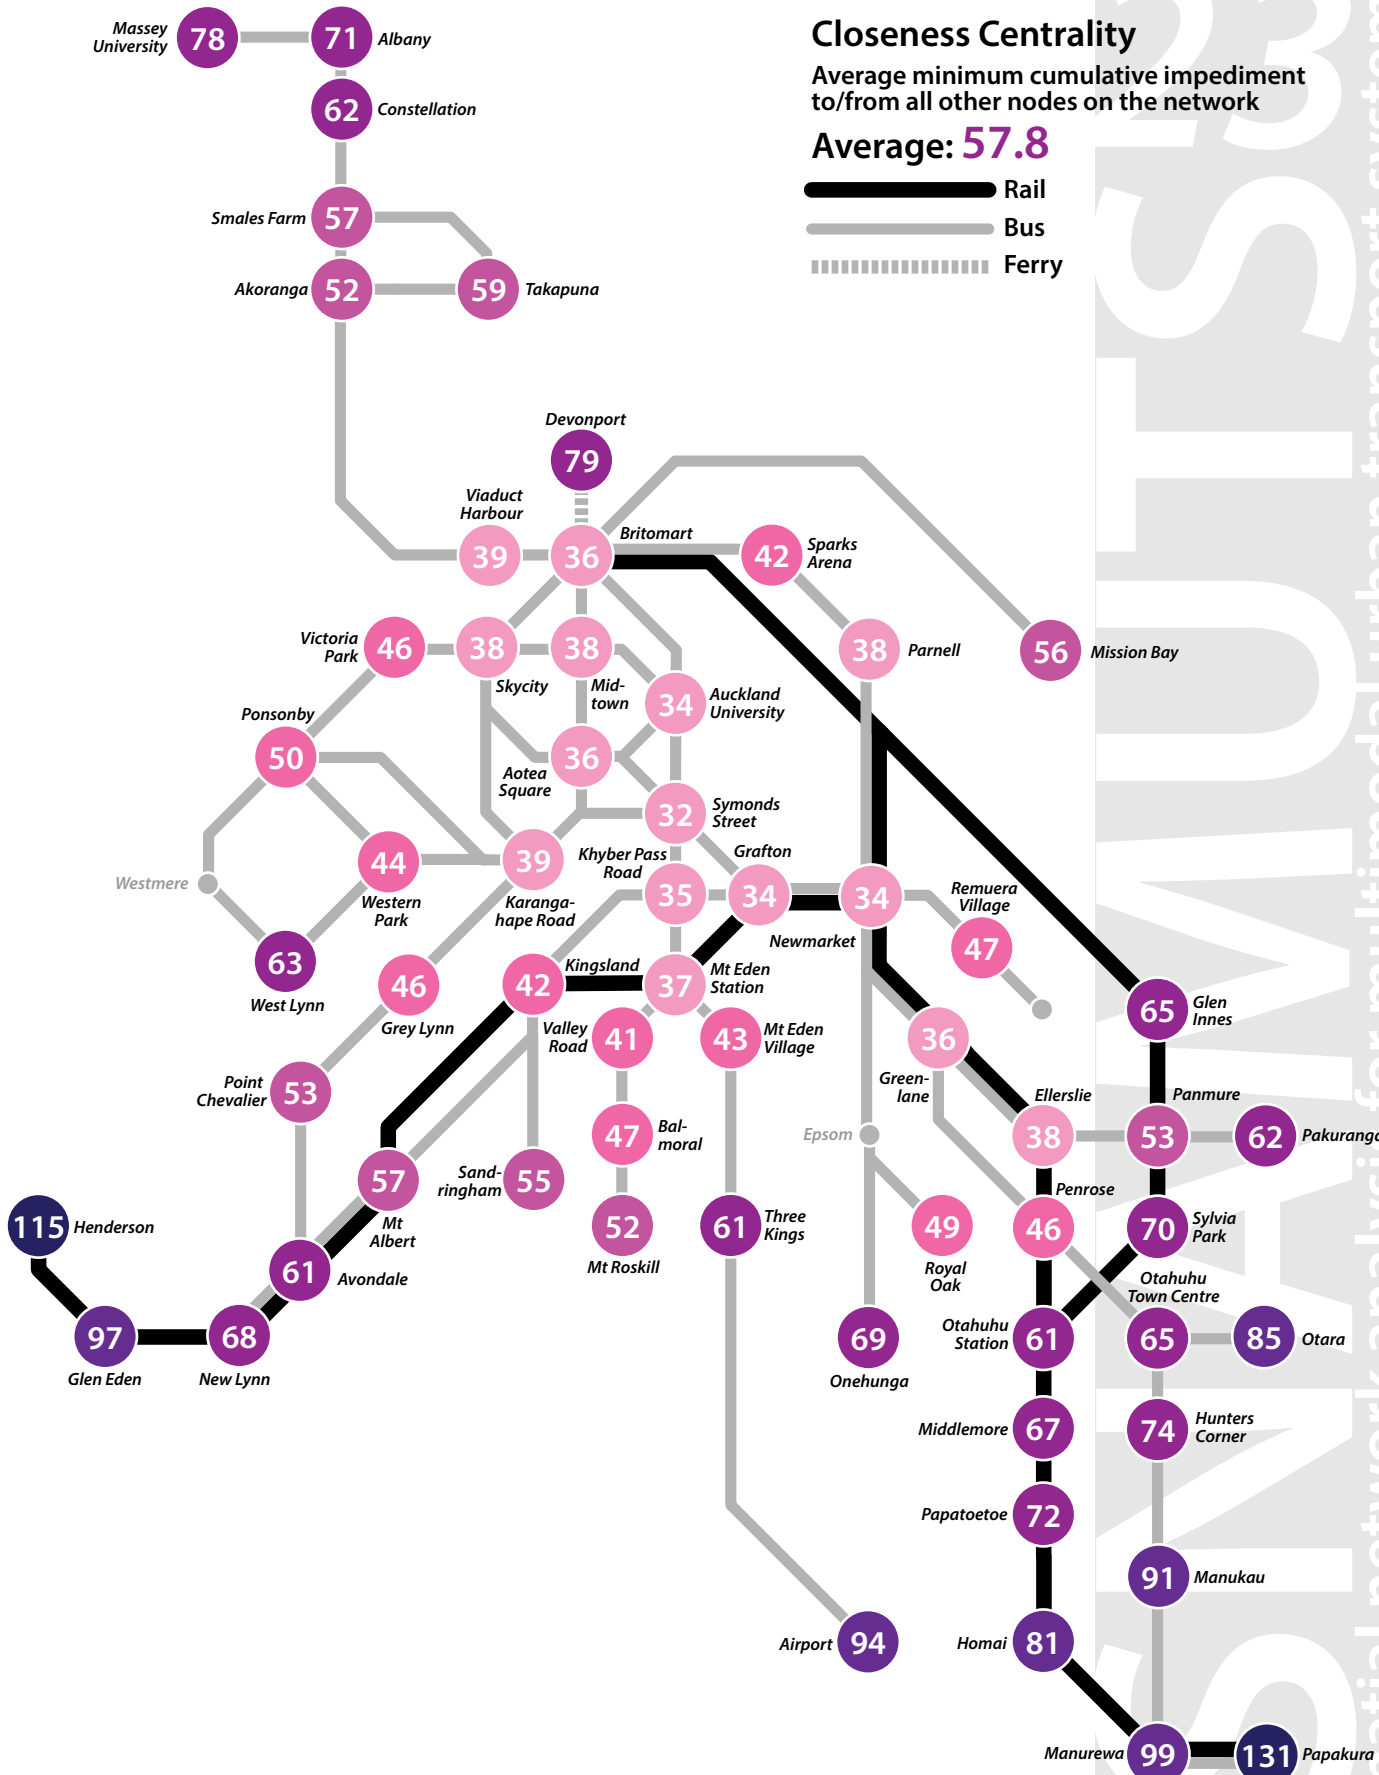 Closeness Centrality
Average minimum cumulative impediment
to/from all other nodes on the network
Average: 57.8
Rail
Bus
Ferry
Massey
University
78
71
Albany
62
Constellation
Smales Farm
57
Akoranga
52
59
Takapuna
Devonport
79
Viaduct
Harbour
39
36
Britomart
42
Sparks
Arena
Victoria
Park
46
38
Skycity
38
Mid-
town
38
Parnell
56
Mission Bay
34
Auckland
University
Ponsonby
50
36
Aotea
Square
32
Symonds
Street
44
Western
Park
39
Karanga-
hape Road
Khyber Pass
Road
35
Grafton
34
34
Newmarket
Remuera
Village
47
Westmere
63
West Lynn
46
Grey Lynn
42
Kingsland
37
Mt Eden
Station
65
Glen
Innes
Valley
Road
41
43
Mt Eden
Village
36
Green-
lane
Point
Chevalier
53
47
Bal-
moral
Epsom
Ellerslie
38
Panmure
53
62
Pakuranga
57
Mt
Albert
Sand-
ringham
55
115
Henderson
52
Mt Roskill
61
Three
Kings
49
Royal
Oak
Penrose
46
70
Sylvia
Park
61
Avondale
97
Glen Eden
68
New Lynn
69
Onehunga
Otahuhu
Station
61
Otahuhu
Town Centre
65
85
Otara
Middlemore
67
74
Hunters
Corner
Papatoetoe
72
91
Manukau
Airport
94
Homai
81
Manurewa
99
131
Papakura
SNAMUTS
23
network analysis for multimodal urban transport system